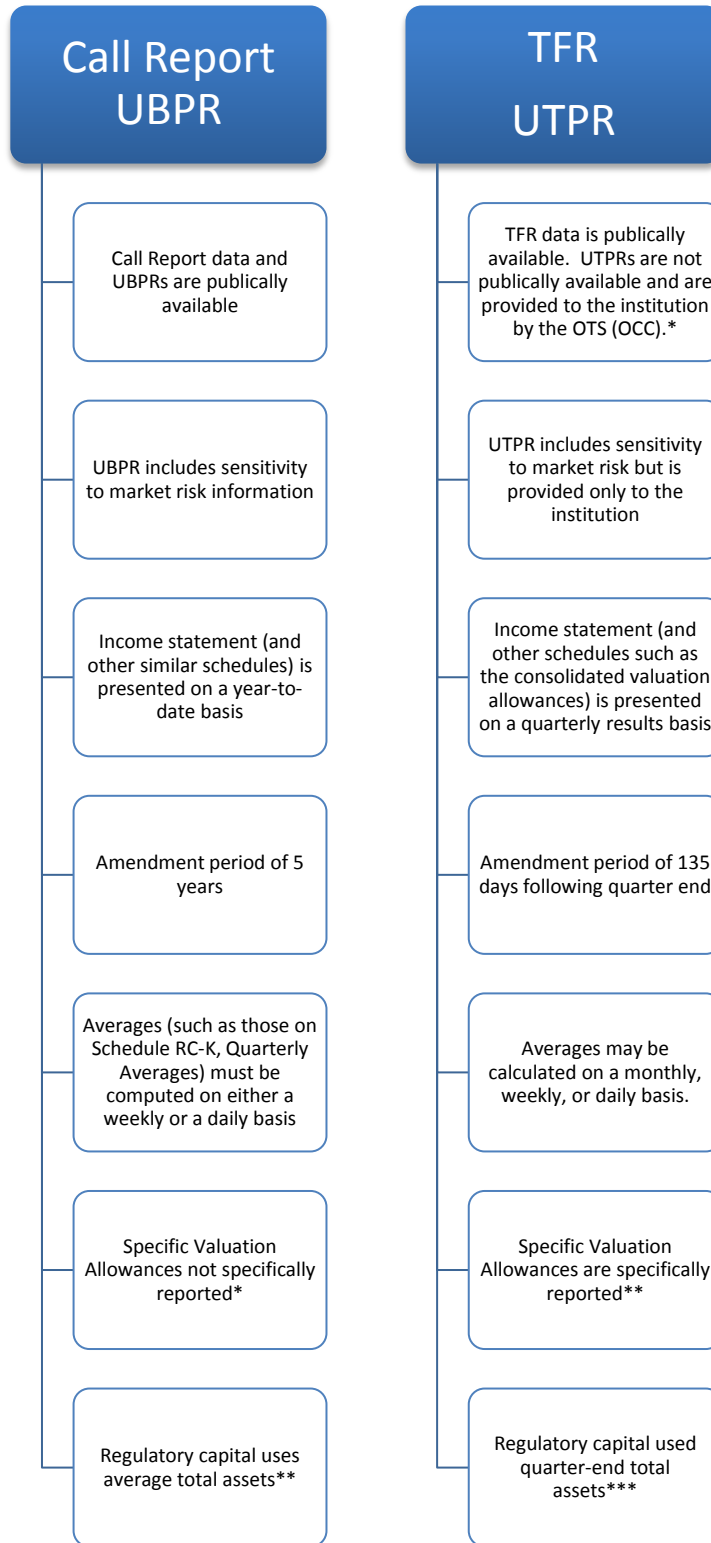 Call Report
UBPR
Call Report data and
UBPRs are publically
available
UBPR includes sensitivity
to market risk information
Income statement (and
other similar schedules) is
presented on a year-to-
date basis
Amendment period of 5
years
Averages (such as those on
Schedule RC-K, Quarterly
Averages) must be
computed on either a
weekly or a daily basis
Specific Valuation
Allowances not specifically
reported*
Regulatory capital uses
average total assets**
TFR
UTPR
TFR data is publically
available.  UTPRs are not
publically available and are
provided to the institution
by the OTS (OCC).*
UTPR includes sensitivity
to market risk but is
provided only to the
institution
Income statement (and
other schedules such as
the consolidated valuation
allowances) is presented
on a quarterly results basis
Amendment period of 135
days following quarter end
Averages may be
calculated on a monthly,
weekly, or daily basis.
Specific Valuation
Allowances are specifically
reported**
Regulatory capital used
quarter-end total
assets***